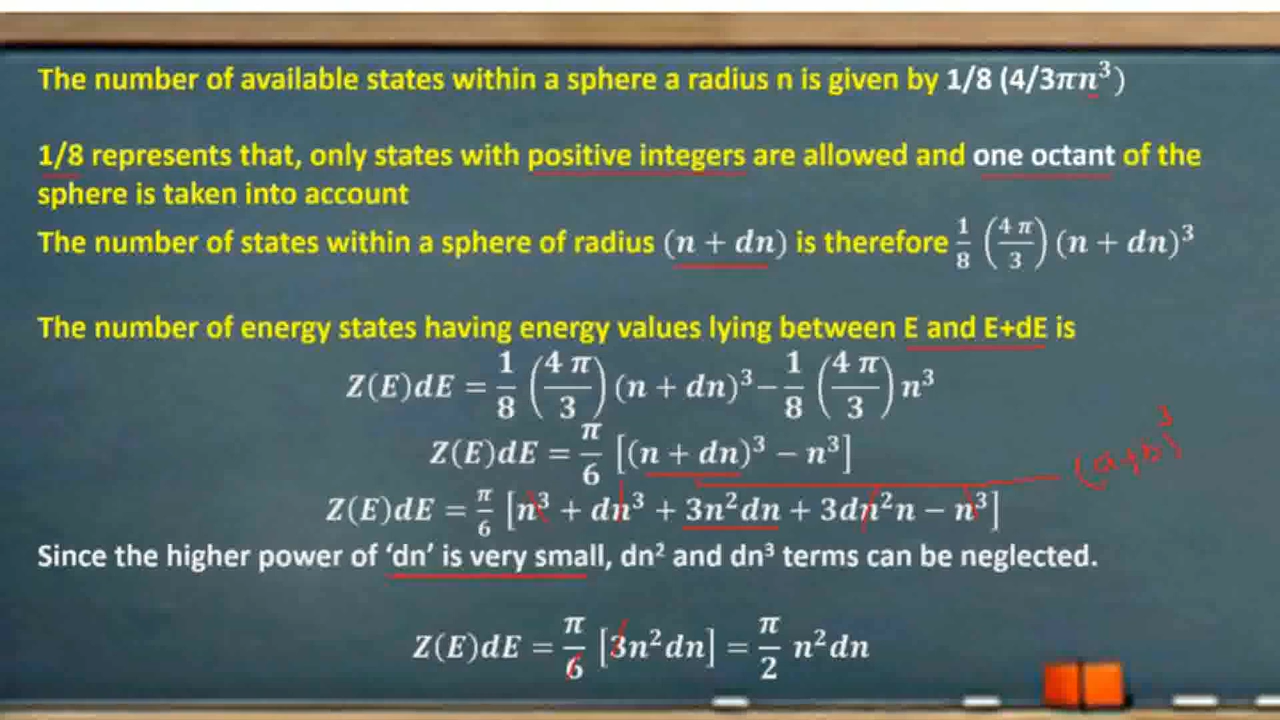 The number of available states within a sphere a radius n is given by 1/8 (4/3πn³)
1/8 represents that, only states with positive integers are allowed and one octant of the
sphere is taken into account
The number of states within a sphere of radius (n + dn) is therefore 1/8 (4 π/3) (n + dn)³
The number of energy states having energy values lying between E and E+dE is
Z(E)dE = 1/8 (4 π/3) (n + dn)³ − 1/8 (4 π/3) n³
Z(E)dE = π/6 [(n + dn)³ − n³]
(a+b)³
Z(E)dE = π/6 [n³ + dn³ + 3n²dn + 3dn²n − n³]
Since the higher power of ‘dn’ is very small, dn² and dn³ terms can be neglected.
Z(E)dE = π/6 [3n²dn] = π/2 n²dn